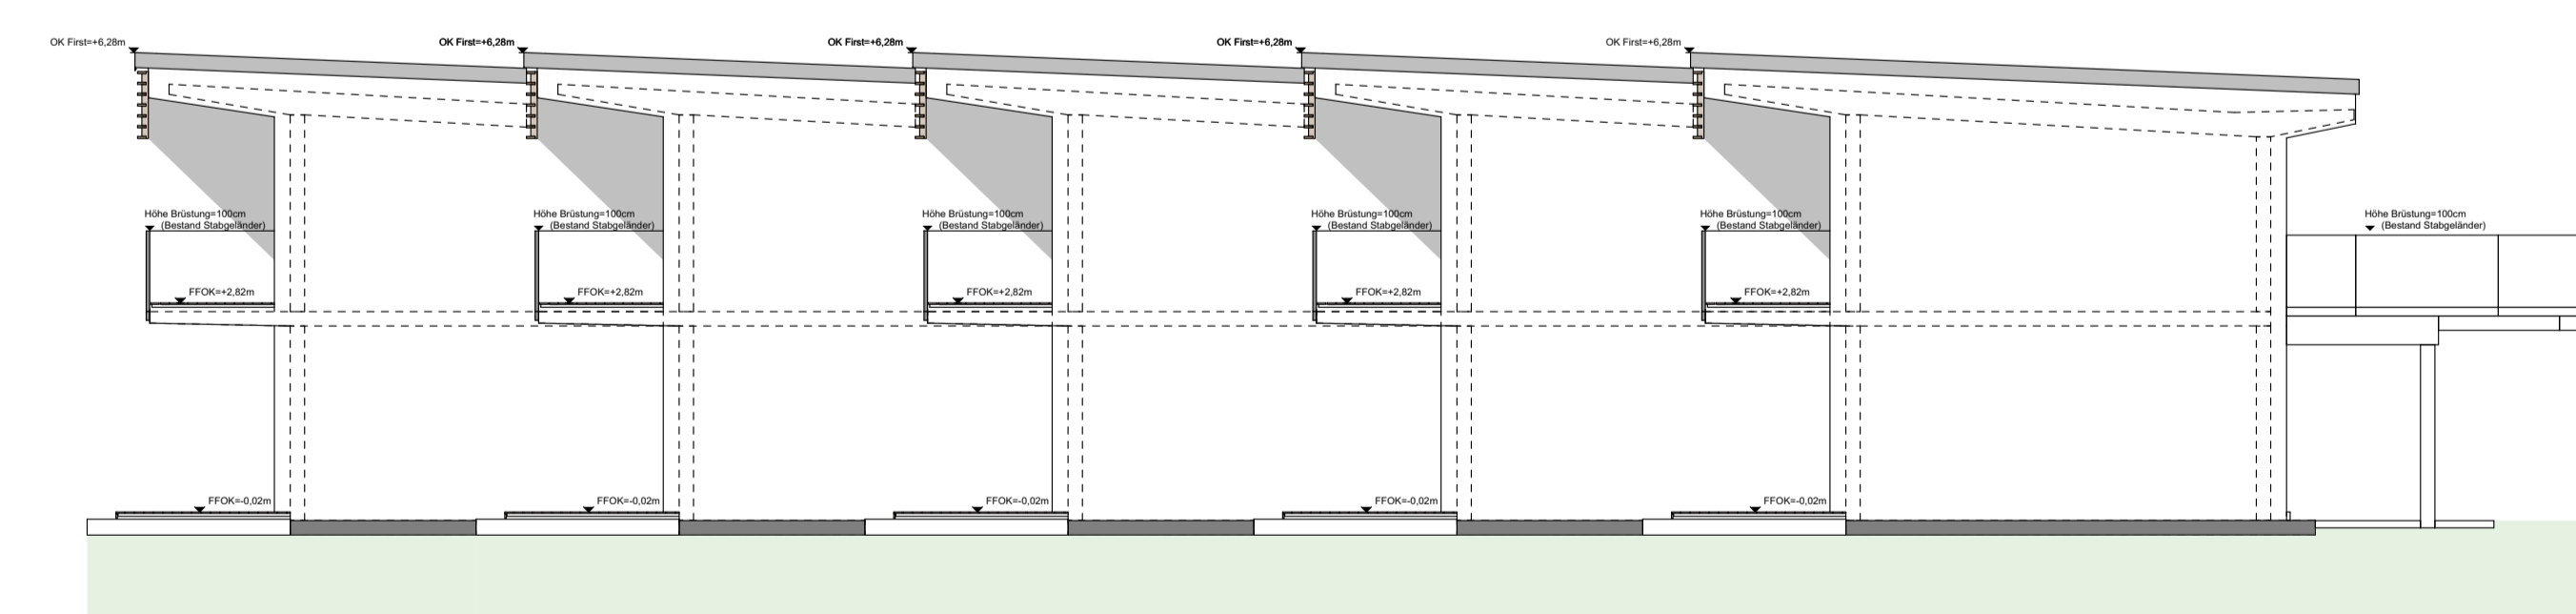 OK First=+6,28m
OK First=+6,28m
OK First=+6,28m
OK First=+6,28m
OK First=+6,28m
Höhe Brüstung=100cm
(Bestand Stabgeländer)
Höhe Brüstung=100cm
(Bestand Stabgeländer)
Höhe Brüstung=100cm
(Bestand Stabgeländer)
Höhe Brüstung=100cm
(Bestand Stabgeländer)
Höhe Brüstung=100cm
(Bestand Stabgeländer)
Höhe Brüstung=100cm
(Bestand Stabgeländer)
FFOK=+2,82m
FFOK=+2,82m
FFOK=+2,82m
FFOK=+2,82m
FFOK=+2,82m
FFOK=-0,02m
FFOK=-0,02m
FFOK=-0,02m
FFOK=-0,02m
FFOK=-0,02m